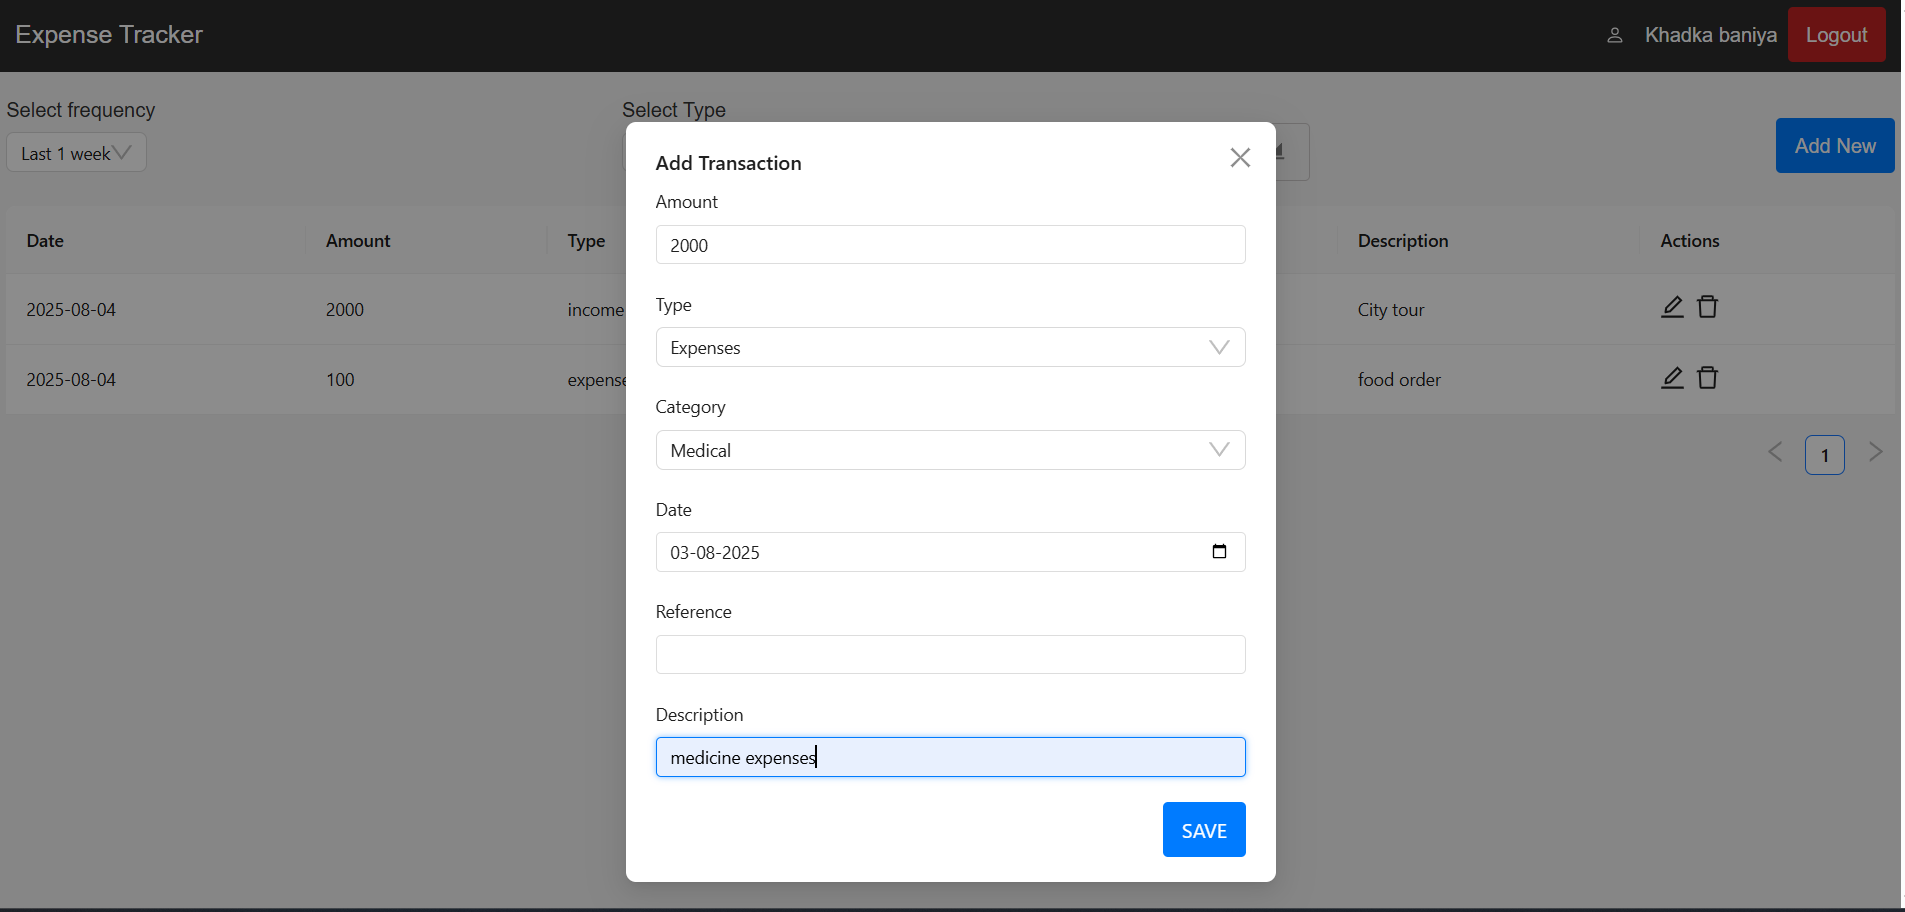 Expense Tracker
Khadka baniya
Logout
Select frequency
Select Type
Last 1 week
Add New
Date Amount Type Description Actions
2025-08-04 2000 income City tour
2025-08-04 100 expense food order
1
Add Transaction
Amount
2000
Type
Expenses
Category
Medical
Date
03-08-2025
Reference
Description
medicine expenses
SAVE